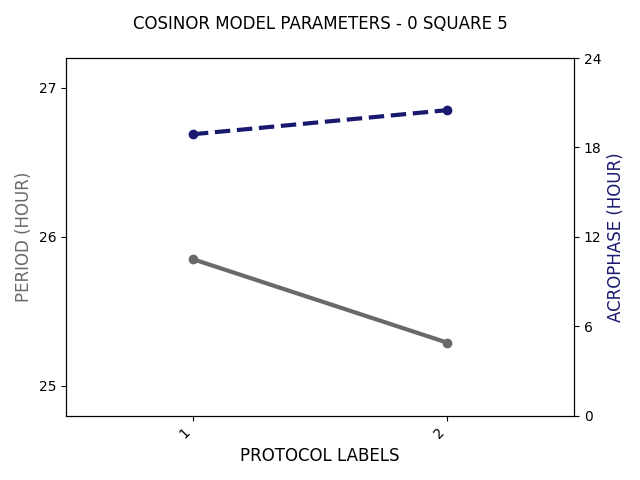 COSINOR MODEL PARAMETERS - 0 SQUARE 5
27
26
25
PERIOD (HOUR)
24
18
12
6
0
ACROPHASE (HOUR)
1
2
PROTOCOL LABELS